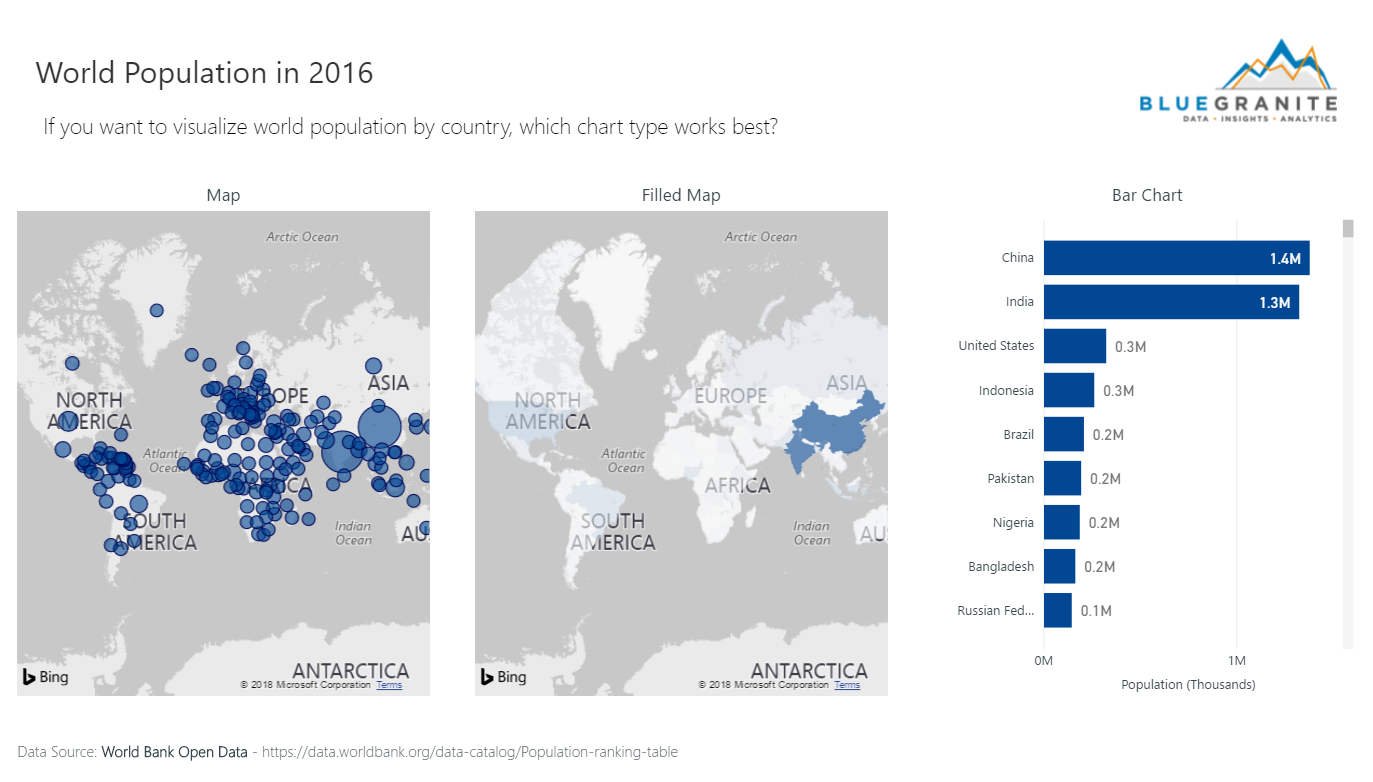 World Population in 2016
BLUEGRANITE
DATA • INSIGHTS • ANALYTICS
If you want to visualize world population by country, which chart type works best?
Map
Arctic Ocean
NORTH
AMERICA
OPE
ASIA
Atlantic
Ocean
CA
SOUTH
AMERICA
Indian
Ocean
AU
ANTARCTICA
Bing
© 2018 Microsoft Corporation Terms
Filled Map
Arctic Ocean
NORTH
AMERICA
EUROPE
ASIA
Atlantic
Ocean
AFRICA
SOUTH
AMERICA
Indian
Ocean
AU
ANTARCTICA
Bing
© 2018 Microsoft Corporation Terms
Bar Chart
China 1.4M
India 1.3M
United States 0.3M
Indonesia 0.3M
Brazil 0.2M
Pakistan 0.2M
Nigeria 0.2M
Bangladesh 0.2M
Russian Fed... 0.1M
0M 1M
Population (Thousands)
Data Source: World Bank Open Data - https://data.worldbank.org/data-catalog/Population-ranking-table